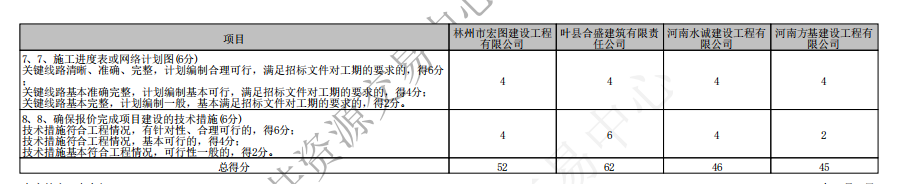 项目 林州市宏图建设工程有限公司 叶县合盛建筑有限责任公司 河南水诚建设工程有限公司 河南方基建设工程有限公司
7、7、施工进度表或网络计划图(6分)
关键线路清晰、准确、完整，计划编制合理可行，满足招标文件对工期的要求的，得6分
；
关键线路基本准确完整，计划编制基本可行，满足招标文件对工期的要求的，得4分；
关键线路基本完整，计划编制一般，基本满足招标文件对工期的要求的，得2分。
4 4 4 4
8、8、确保报价完成项目建设的技术措施(6分)
技术措施符合工程情况，有针对性、合理可行的，得6分；
技术措施符合工程情况，基本可行的，得4分；
技术措施基本符合工程情况，可行性一般的，得2分。
4 6 4 2
总得分 52 62 46 45
共资源交易中心
易中心